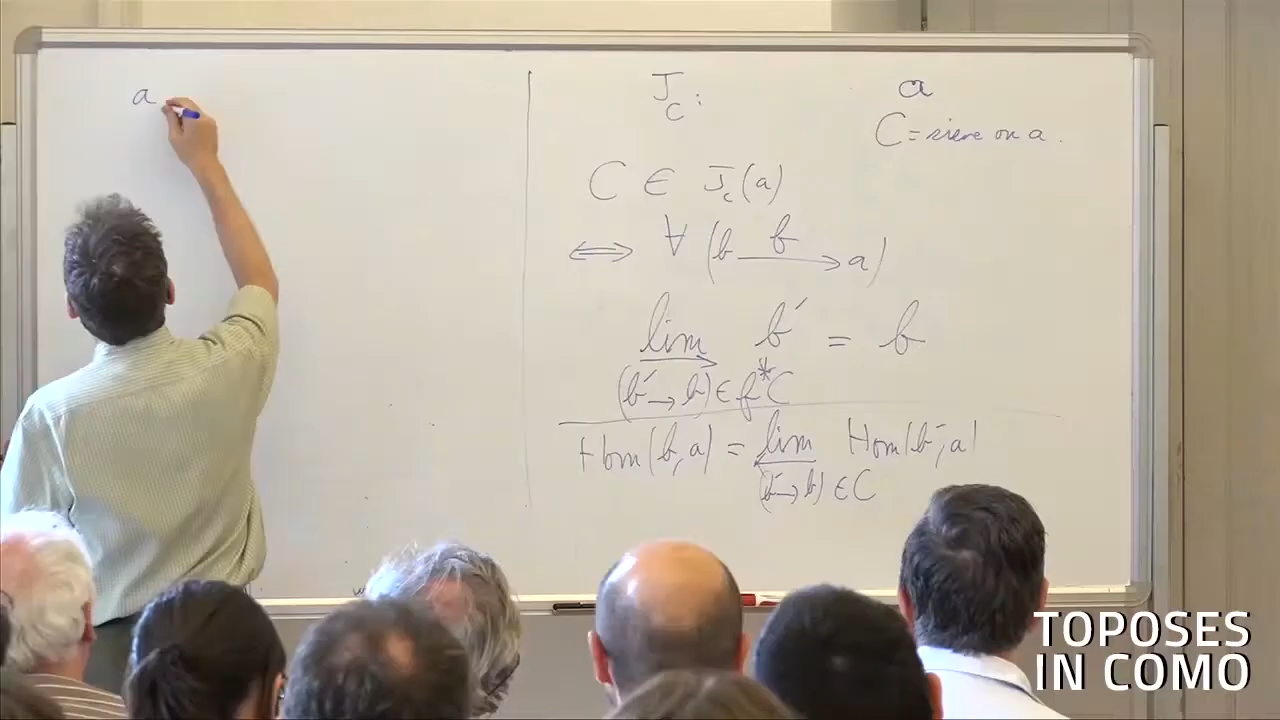 a
J_C :
a
C = sieve on a.
C ∈ J_c(a)
⟺ ∀ (b —f→ a)
lim→ b′ = b
(b′→b) ∈ f*C
Hom(b, a) = lim← Hom(b′, a)
(b′→b) ∈ C
TOPOSES
IN COMO